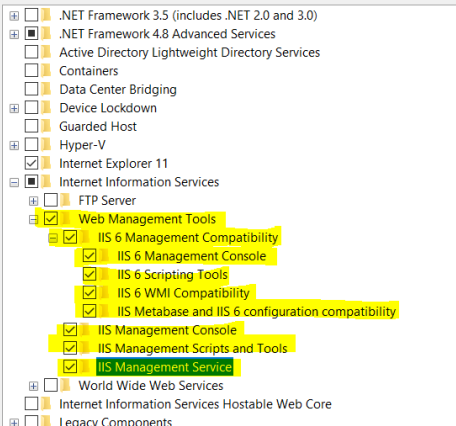 .NET Framework 3.5 (includes .NET 2.0 and 3.0)
.NET Framework 4.8 Advanced Services
Active Directory Lightweight Directory Services
Containers
Data Center Bridging
Device Lockdown
Guarded Host
Hyper-V
Internet Explorer 11
Internet Information Services
FTP Server
Web Management Tools
IIS 6 Management Compatibility
IIS 6 Management Console
IIS 6 Scripting Tools
IIS 6 WMI Compatibility
IIS Metabase and IIS 6 configuration compatibility
IIS Management Console
IIS Management Scripts and Tools
IIS Management Service
World Wide Web Services
Internet Information Services Hostable Web Core
Legacy Components